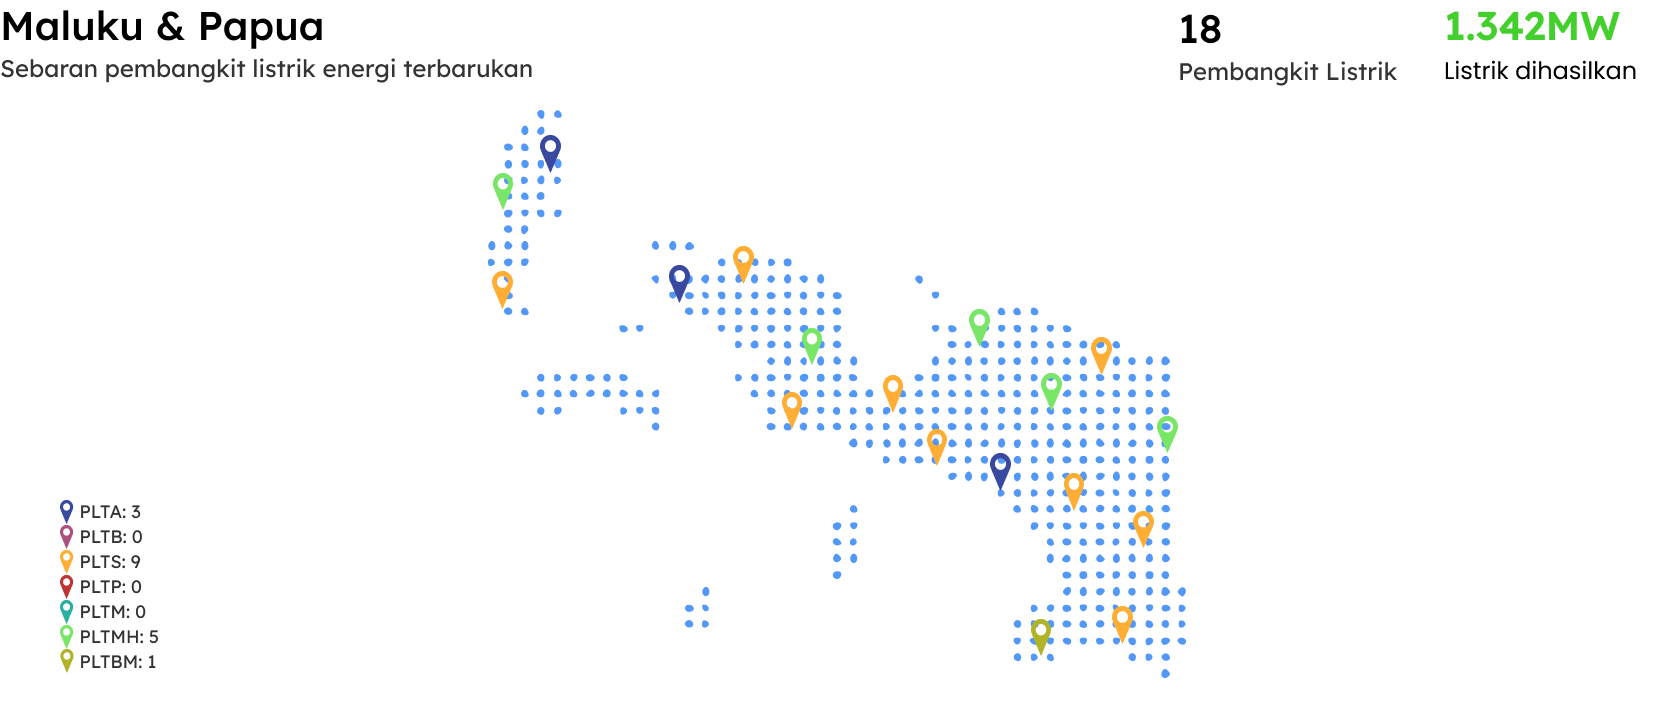 Maluku & Papua
Sebaran pembangkit listrik energi terbarukan
18
Pembangkit Listrik
1.342MW
Listrik dihasilkan
PLTA: 3
PLTB: 0
PLTS: 9
PLTP: 0
PLTM: 0
PLTMH: 5
PLTBM: 1